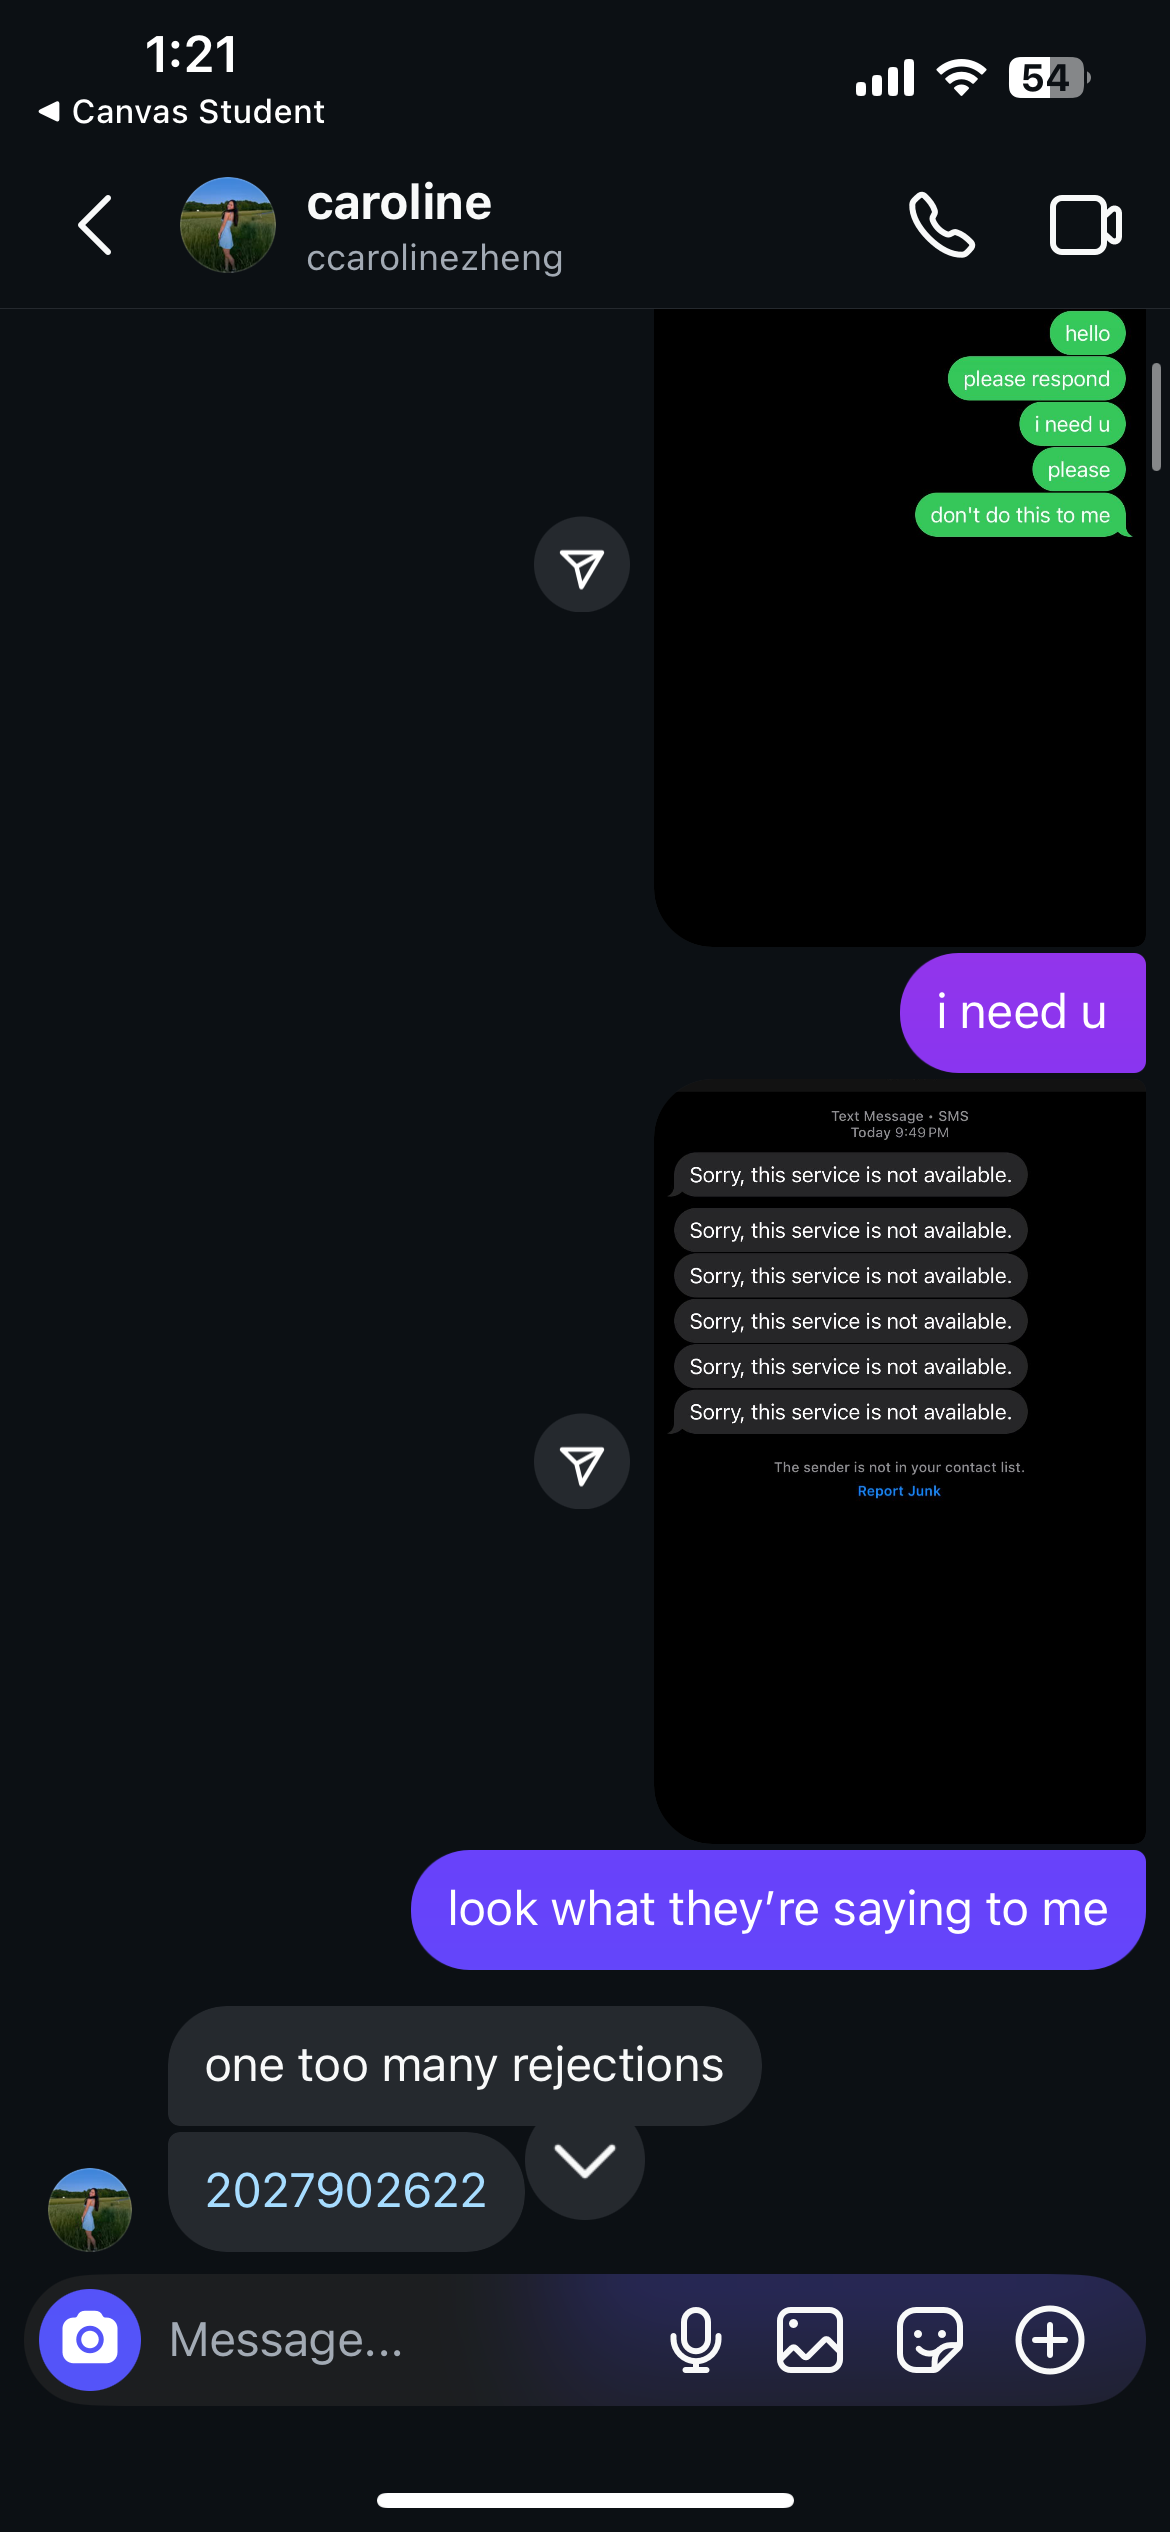 1:21
54
Canvas Student
caroline
ccarolinezheng
hello
please respond
i need u
please
don't do this to me
i need u
Text Message • SMS
Today 9:49 PM
Sorry, this service is not available.
Sorry, this service is not available.
Sorry, this service is not available.
Sorry, this service is not available.
Sorry, this service is not available.
Sorry, this service is not available.
The sender is not in your contact list.
Report Junk
look what they’re saying to me
one too many rejections
2027902622
Message...